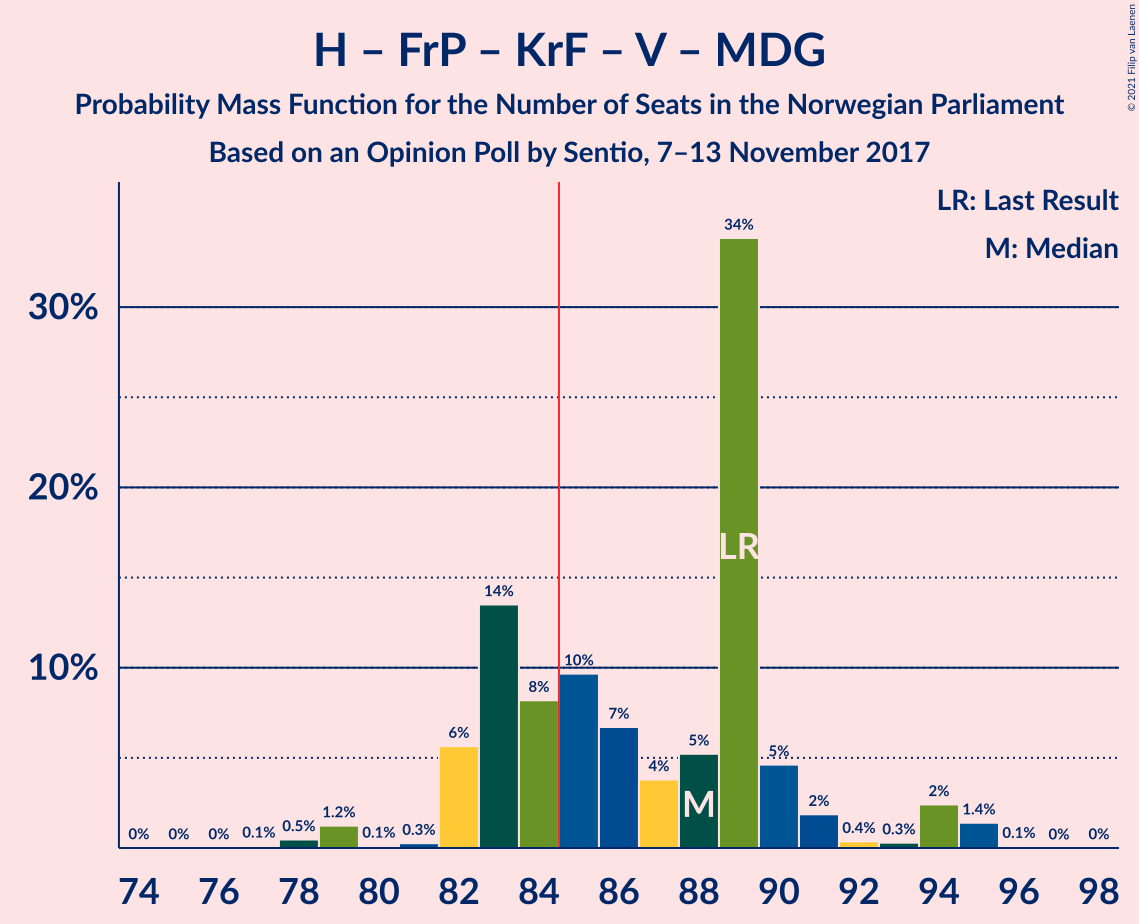 H – FrP – KrF – V – MDG
Probability Mass Function for the Number of Seats in the Norwegian Parliament
Based on an Opinion Poll by Sentio, 7–13 November 2017
© 2021 Filip van Laenen
LR: Last Result
M: Median
34%
30%
20%
LR
14%
10%
10%
8%
7%
6%
5%
5%
4%
M
2%
2%
1.4%
1.2%
0% 0% 0% 0.1% 0.5% 0.1% 0.3% 0.4% 0.3% 0.1% 0% 0%
74 76 78 80 82 84 86 88 90 92 94 96 98